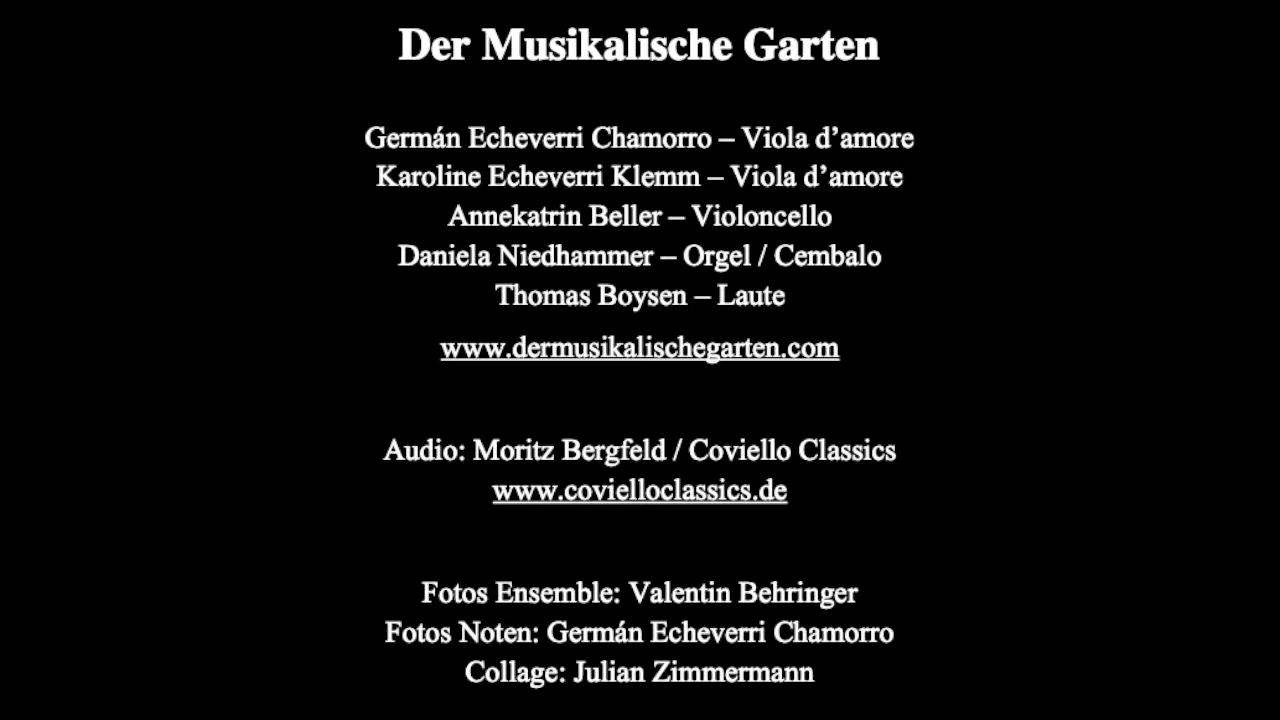 Der Musikalische Garten
Germán Echeverri Chamorro – Viola d’amore
Karoline Echeverri Klemm – Viola d’amore
Annekatrin Beller – Violoncello
Daniela Niedhammer – Orgel / Cembalo
Thomas Boysen – Laute
www.dermusikalischegarten.com
Audio: Moritz Bergfeld / Coviello Classics
www.covielloclassics.de
Fotos Ensemble: Valentin Behringer
Fotos Noten: Germán Echeverri Chamorro
Collage: Julian Zimmermann